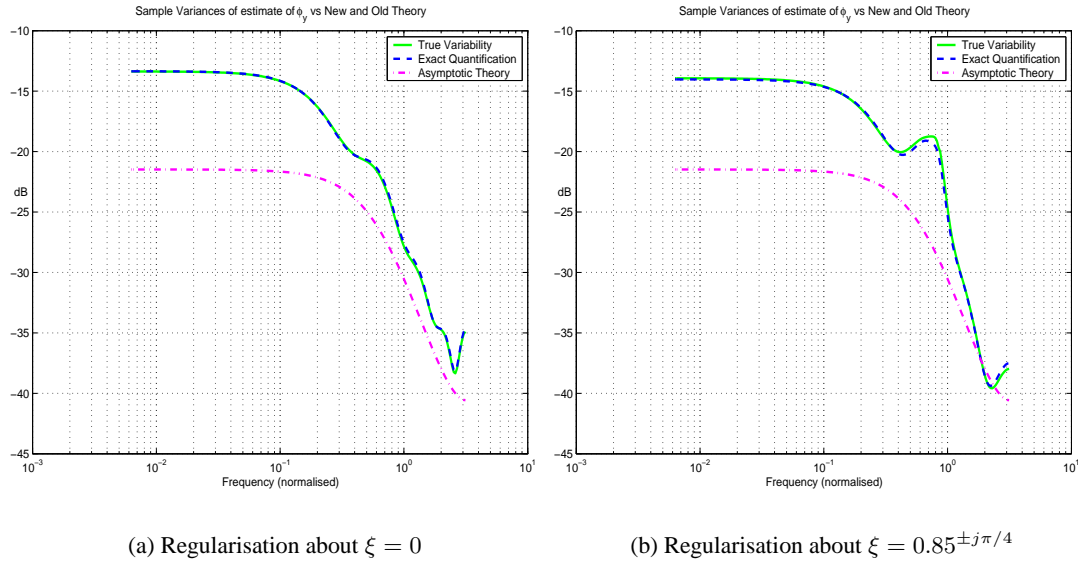 Sample Variances of estimate of ϕ_y vs New and Old Theory
−10
−15
−20
−25
−30
−35
−40
−45
dB
10^−3
10^−2
10^−1
10^0
10^1
Frequency (normalised)
True Variability
Exact Quantification
Asymptotic Theory
(a) Regularisation about ξ = 0
Sample Variances of estimate of ϕ_y vs New and Old Theory
−10
−15
−20
−25
−30
−35
−40
−45
dB
10^−3
10^−2
10^−1
10^0
10^1
Frequency (normalised)
True Variability
Exact Quantification
Asymptotic Theory
(b) Regularisation about ξ = 0.85^{±jπ/4}